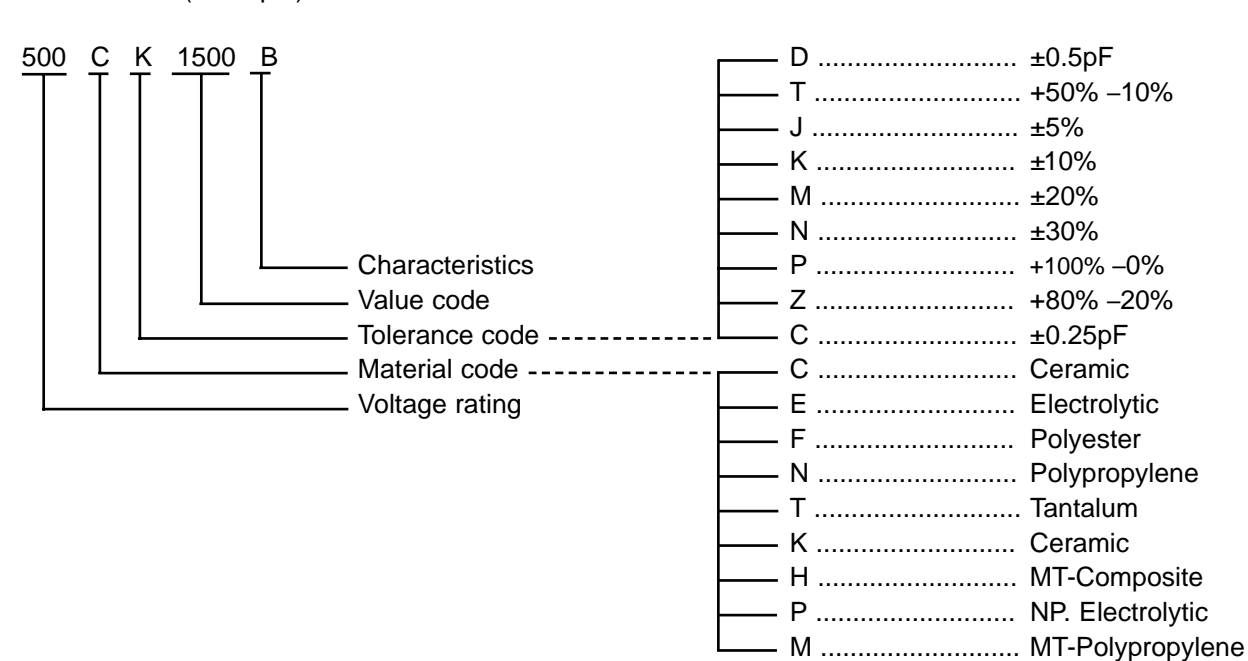 500 C K 1500 B
D ........................... ±0.5pF
T ............................ +50% –10%
J ............................ ±5%
K ........................... ±10%
M ........................... ±20%
N ........................... ±30%
Characteristics
P ........................... +100% –0%
Value code
Z ........................... +80% –20%
Tolerance code
C ........................... ±0.25pF
Material code
C ........................... Ceramic
Voltage rating
E ........................... Electrolytic
F ........................... Polyester
N ........................... Polypropylene
T ............................ Tantalum
K ........................... Ceramic
H ........................... MT-Composite
P ........................... NP. Electrolytic
M ........................... MT-Polypropylene